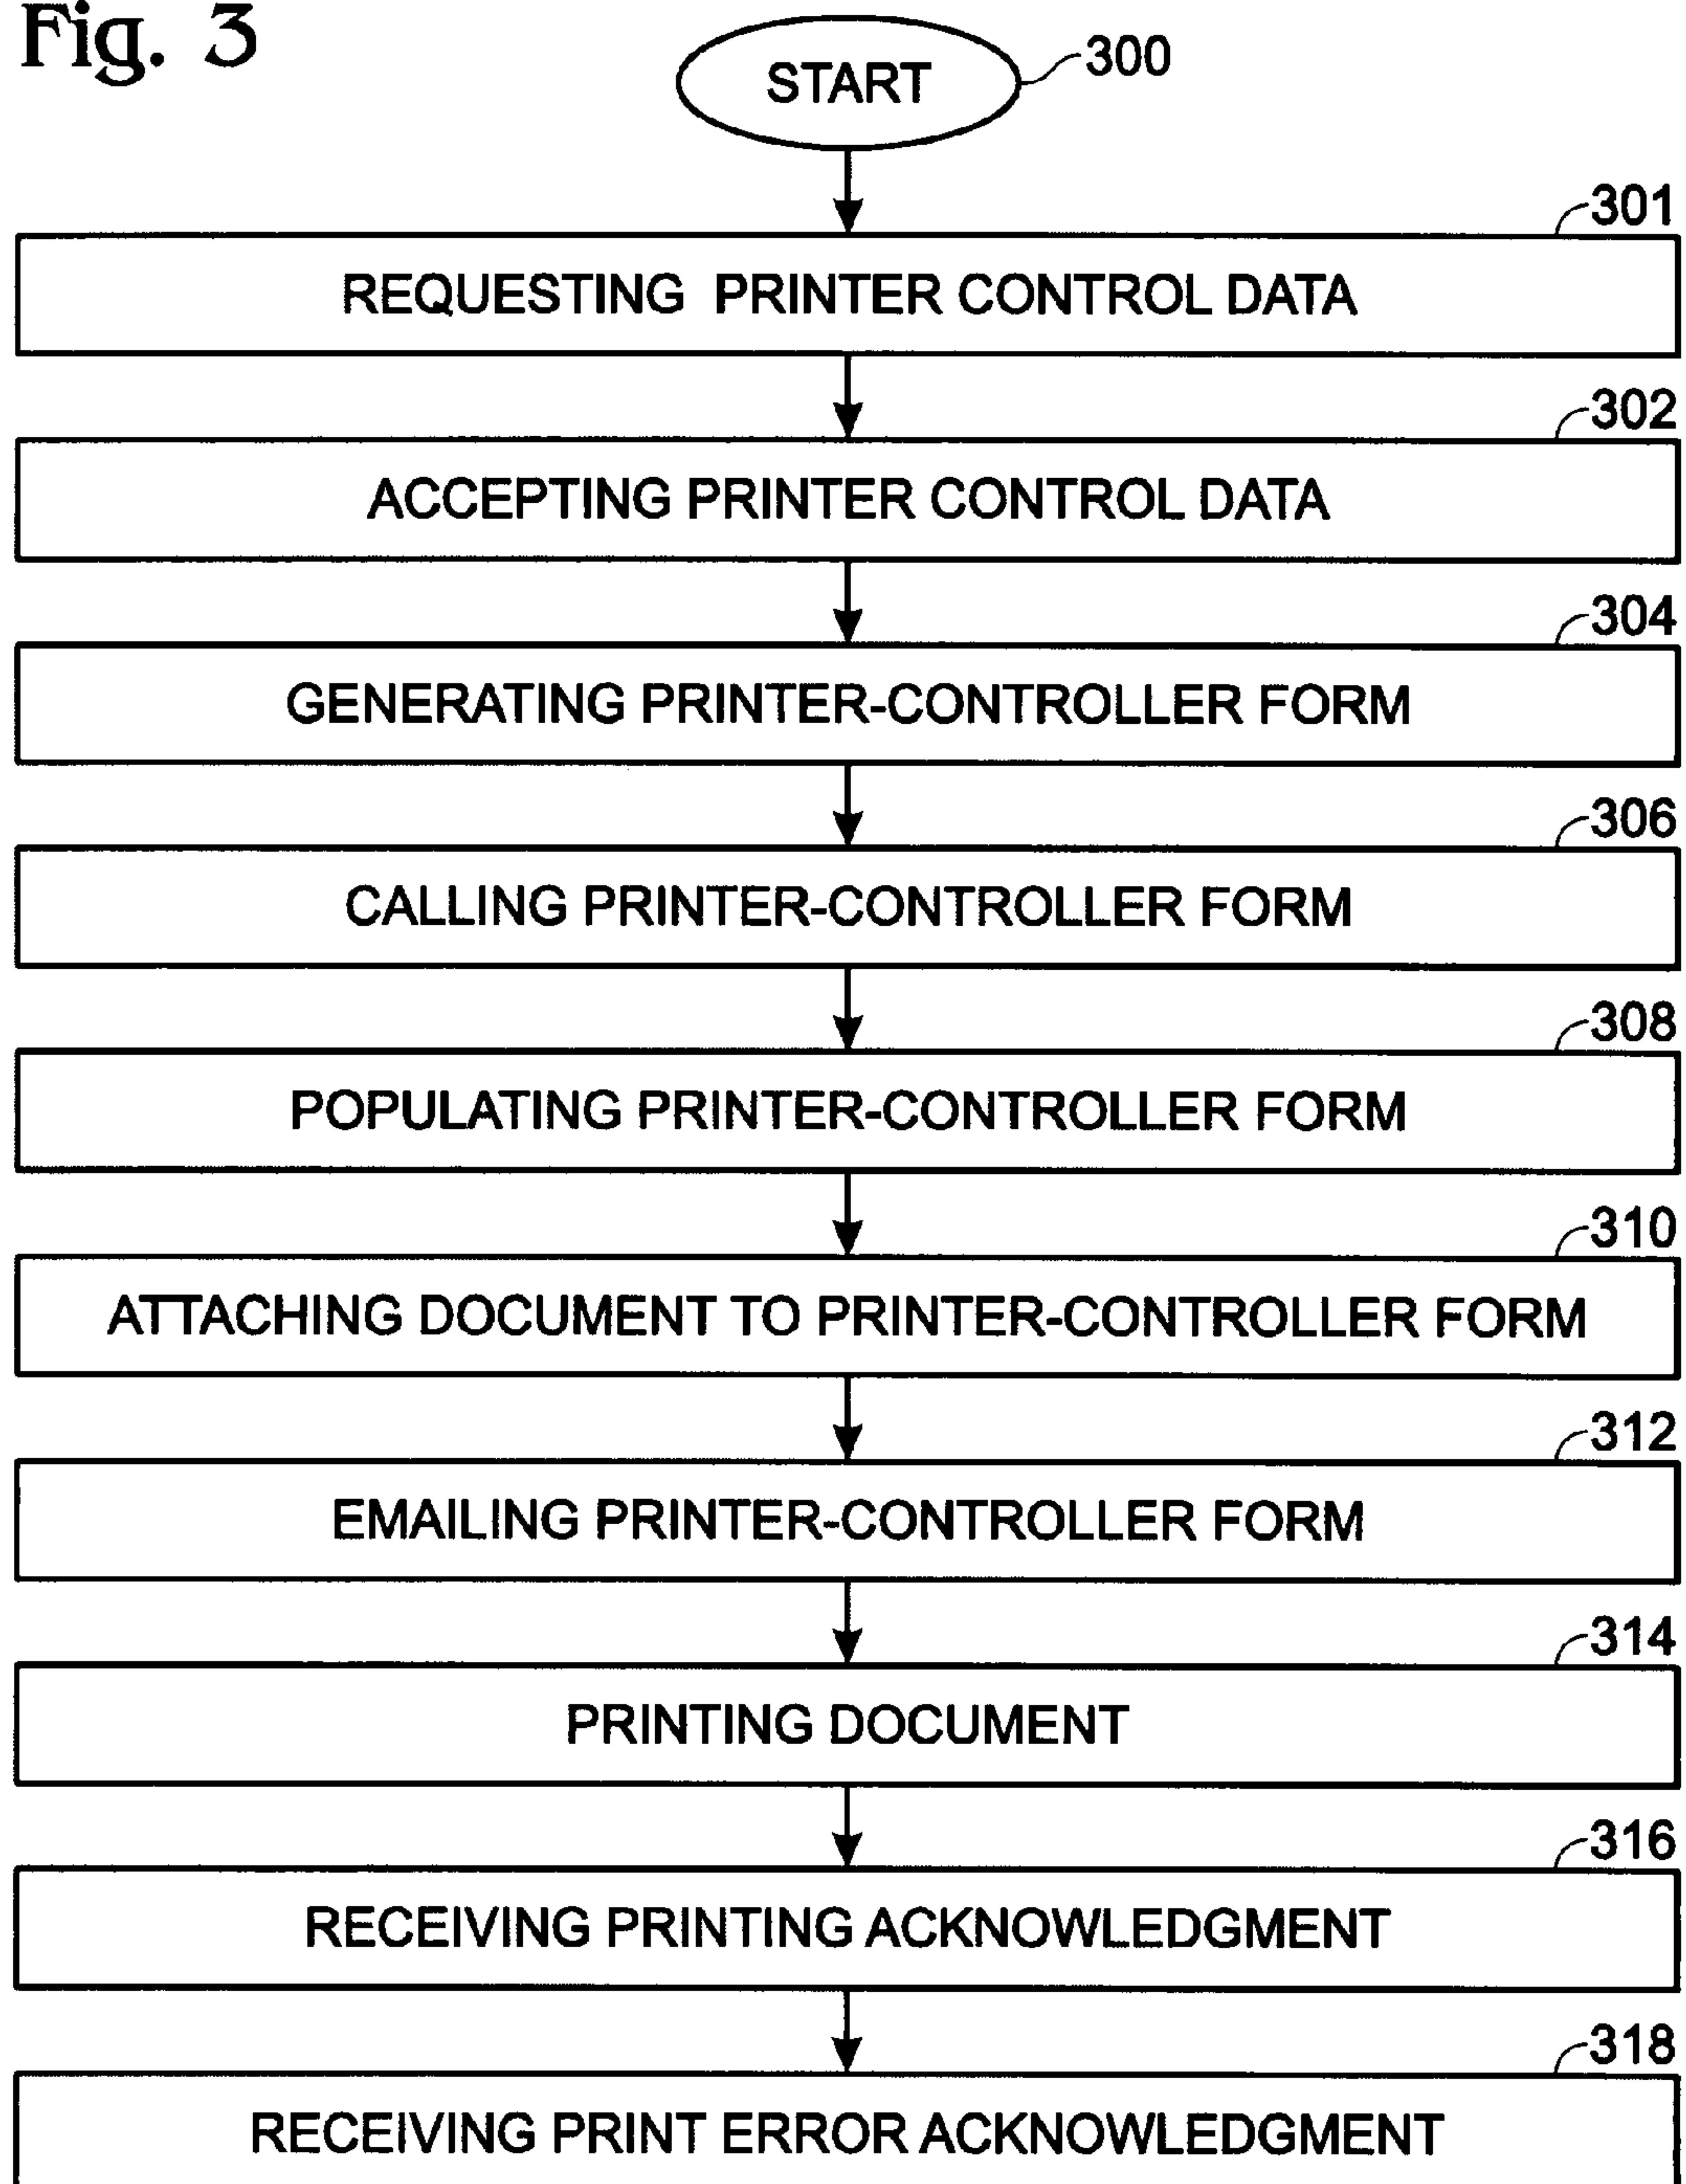 Fig. 3
START
300
301
REQUESTING PRINTER CONTROL DATA
302
ACCEPTING PRINTER CONTROL DATA
304
GENERATING PRINTER-CONTROLLER FORM
306
CALLING PRINTER-CONTROLLER FORM
308
POPULATING PRINTER-CONTROLLER FORM
310
ATTACHING DOCUMENT TO PRINTER-CONTROLLER FORM
312
EMAILING PRINTER-CONTROLLER FORM
314
PRINTING DOCUMENT
316
RECEIVING PRINTING ACKNOWLEDGMENT
318
RECEIVING PRINT ERROR ACKNOWLEDGMENT